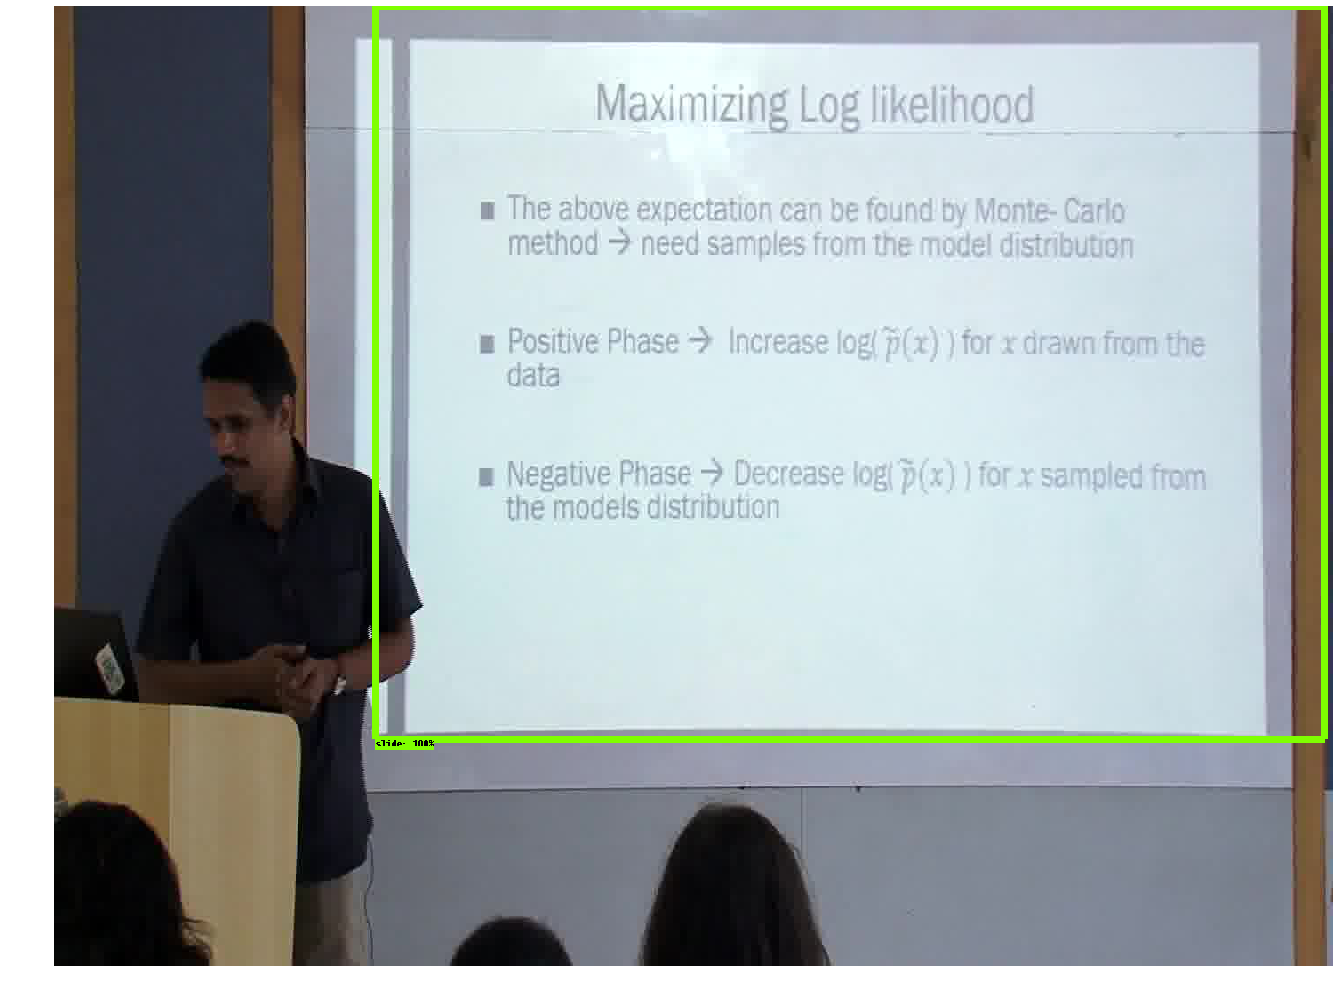 Maximizing Log likelihood
■ The above expectation can be found by Monte- Carlo
method → need samples from the model distribution
■ Positive Phase → Increase log( p̃(x) ) for x drawn from the
data
■ Negative Phase → Decrease log( p̃(x) ) for x sampled from
the models distribution
slide: 100%